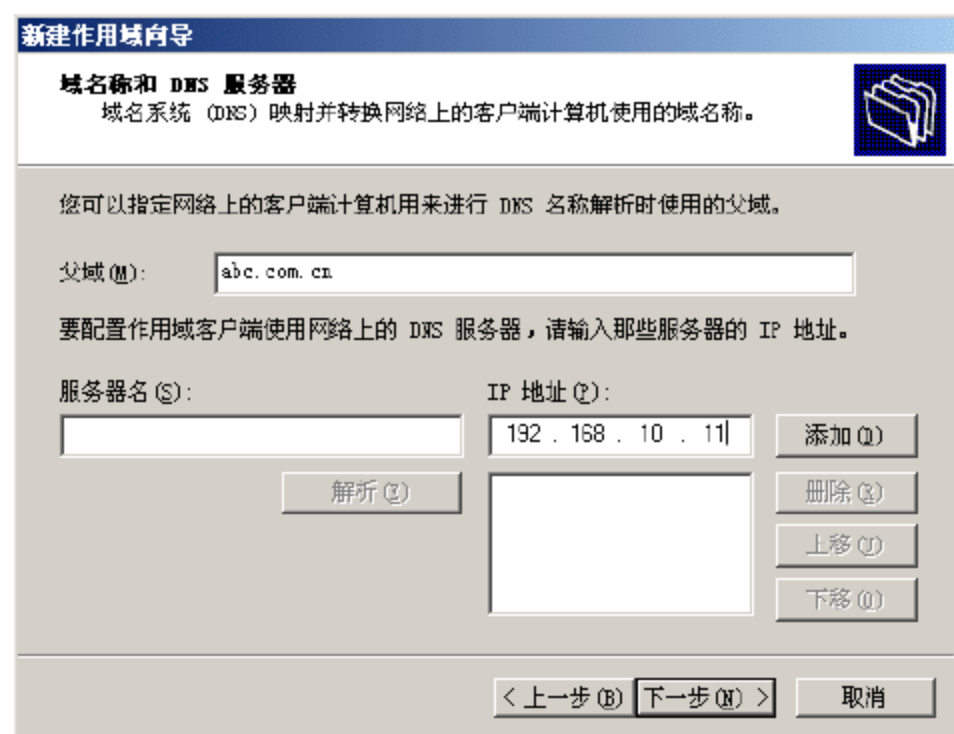 新建作用域向导
域名称和 DNS 服务器
域名系统 (DNS) 映射并转换网络上的客户端计算机使用的域名称。
您可以指定网络上的客户端计算机用来进行 DNS 名称解析时使用的父域。
父域(M): abc.com.cn
要配置作用域客户端使用网络上的 DNS 服务器，请输入那些服务器的 IP 地址。
服务器名(S): IP 地址(P):
192 . 168 . 10 . 11 添加(D)
解析(E) 删除(R)
上移(U)
下移(O)
< 上一步(B) 下一步(N) > 取消